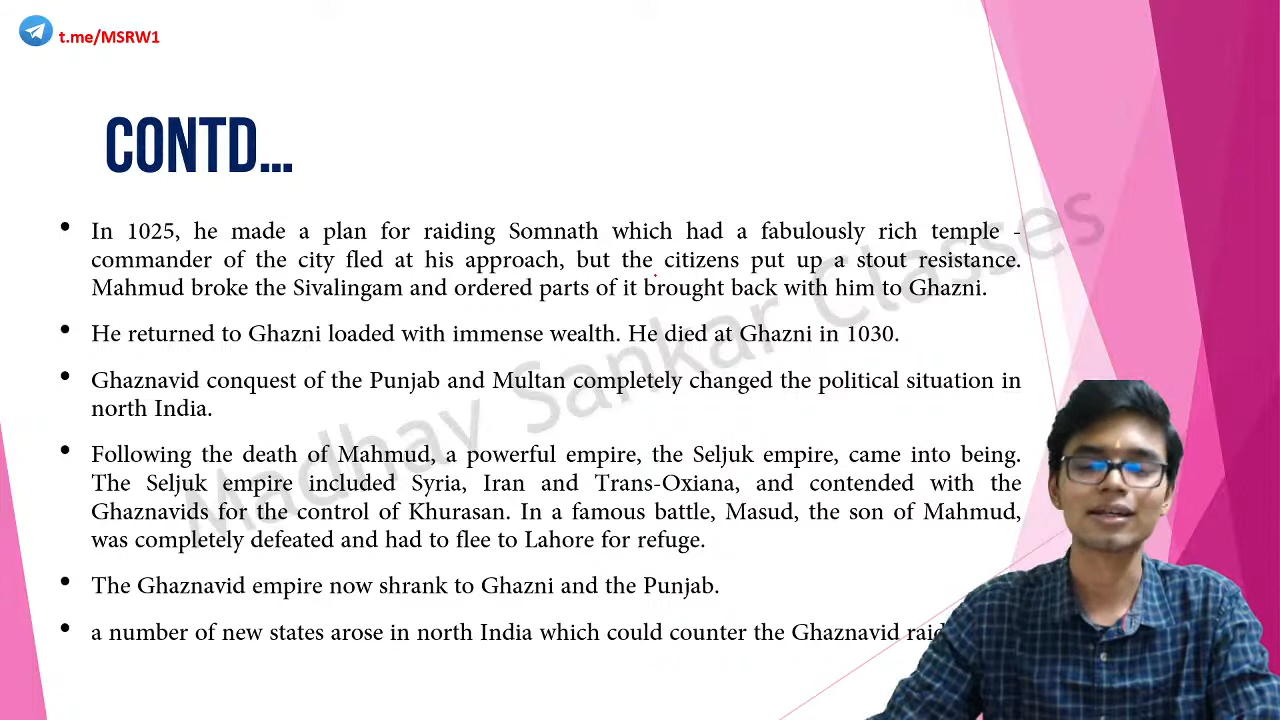 t.me/MSRW1
CONTD...
• In 1025, he made a plan for raiding Somnath which had a fabulously rich temple -
commander of the city fled at his approach, but the citizens put up a stout resistance.
Mahmud broke the Sivalingam and ordered parts of it brought back with him to Ghazni.
• He returned to Ghazni loaded with immense wealth. He died at Ghazni in 1030.
• Ghaznavid conquest of the Punjab and Multan completely changed the political situation in
north India.
• Following the death of Mahmud, a powerful empire, the Seljuk empire, came into being.
The Seljuk empire included Syria, Iran and Trans-Oxiana, and contended with the
Ghaznavids for the control of Khurasan. In a famous battle, Masud, the son of Mahmud,
was completely defeated and had to flee to Lahore for refuge.
• The Ghaznavid empire now shrank to Ghazni and the Punjab.
• a number of new states arose in north India which could counter the Ghaznavid
Madhav Sankar Classes